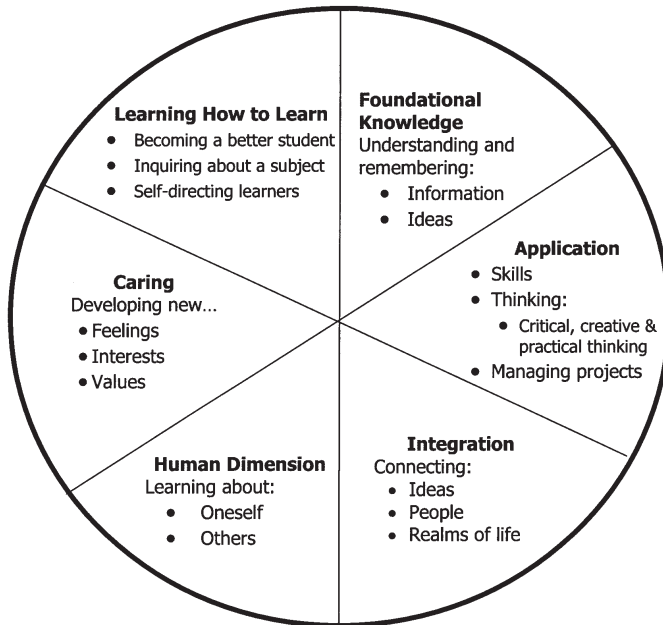 Learning How to Learn
• Becoming a better student
• Inquiring about a subject
• Self-directing learners
Foundational
Knowledge
Understanding and
remembering:
• Information
• Ideas
Application
• Skills
• Thinking:
• Critical, creative &
practical thinking
• Managing projects
Integration
Connecting:
• Ideas
• People
• Realms of life
Human Dimension
Learning about:
• Oneself
• Others
Caring
Developing new...
• Feelings
• Interests
• Values